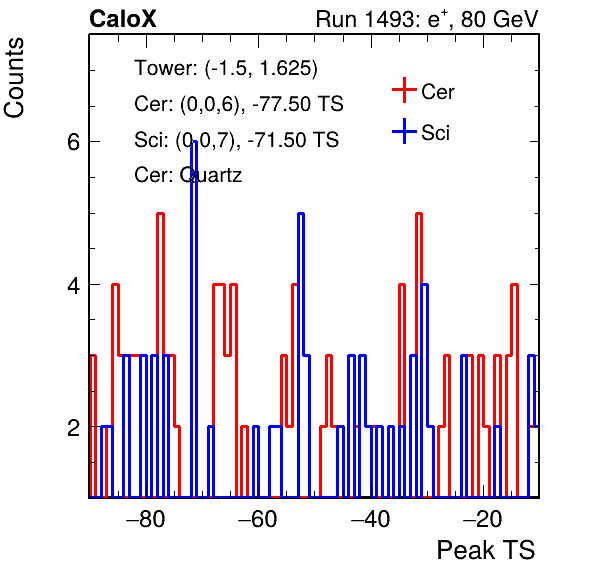 CaloX Run 1493: e⁺, 80 GeV
Counts
Tower: (-1.5, 1.625)
Cer: (0,0,6), -77.50 TS
Sci: (0,0,7), -71.50 TS
Cer: Quartz
Cer
Sci
6
4
2
−80 −60 −40 −20
Peak TS